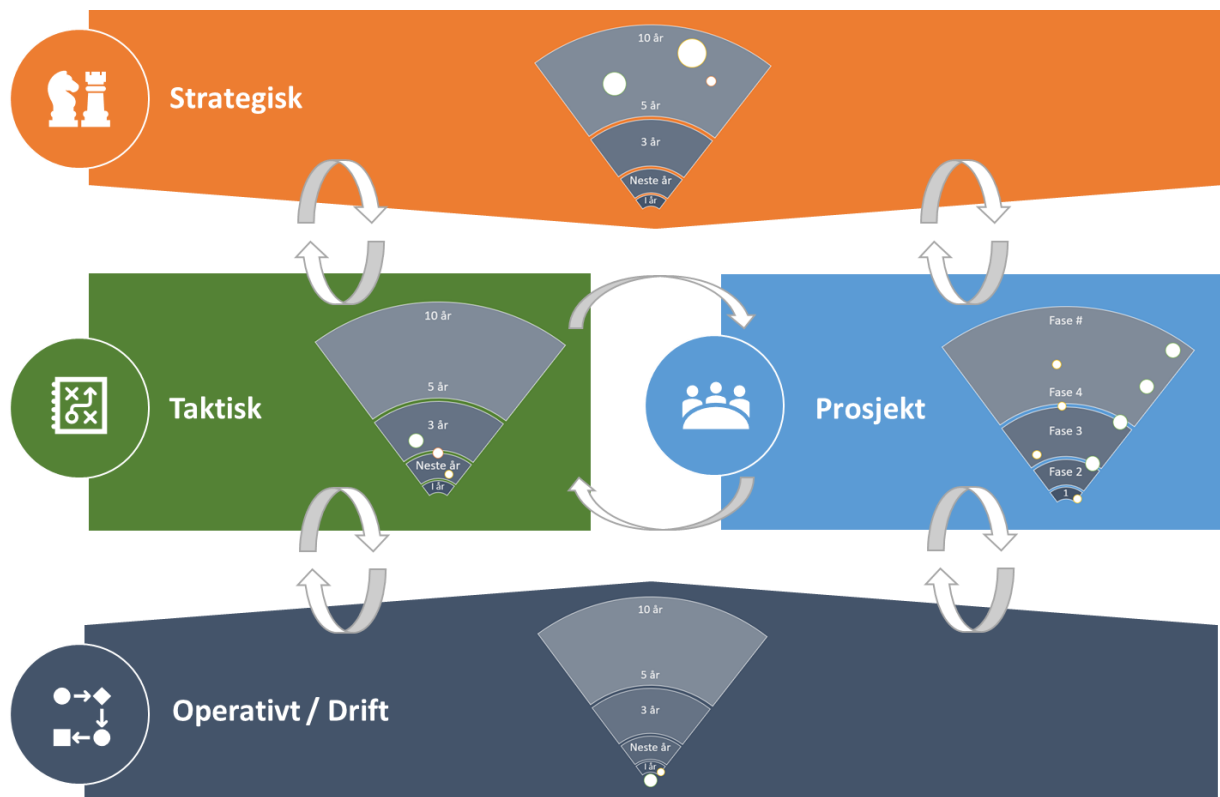 Strategisk
10 år
5 år
3 år
Neste år
I år
Taktisk
10 år
5 år
3 år
Neste år
I år
Prosjekt
Fase #
Fase 4
Fase 3
Fase 2
1
Operativt / Drift
10 år
5 år
3 år
Neste år
I år